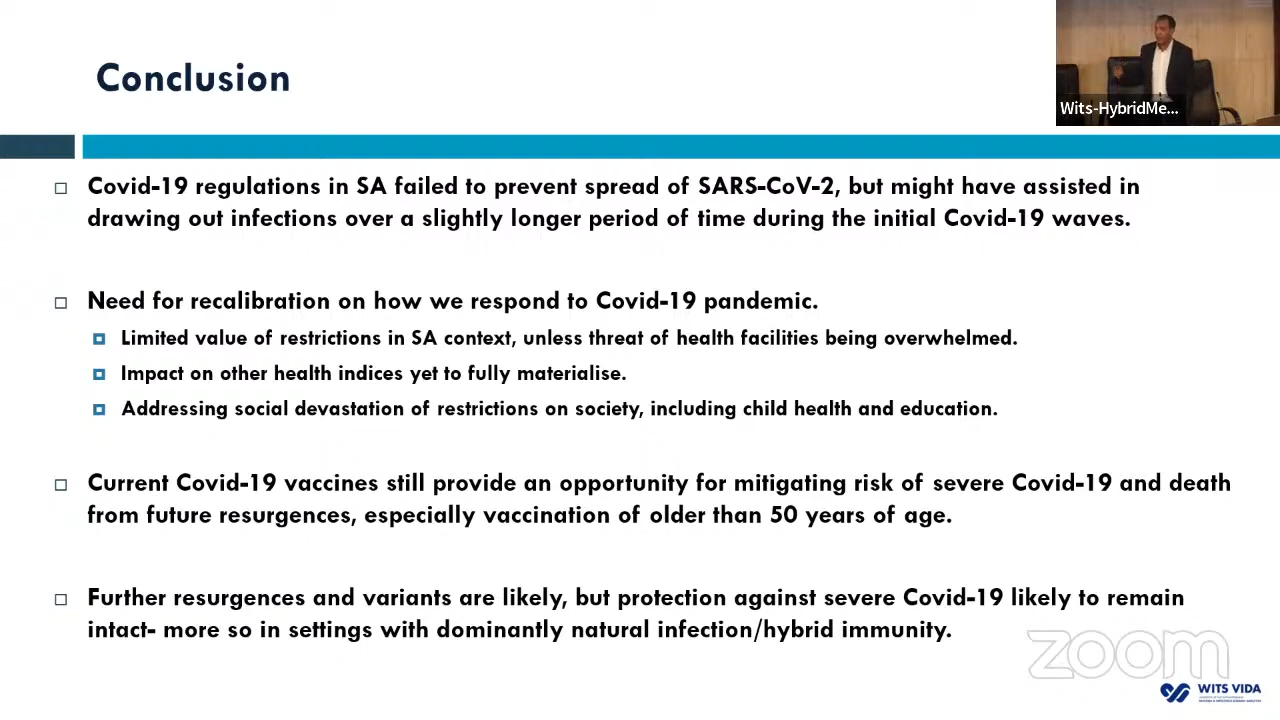 Conclusion
Wits-HybridMe...
Covid-19 regulations in SA failed to prevent spread of SARS-CoV-2, but might have assisted in
drawing out infections over a slightly longer period of time during the initial Covid-19 waves.
Need for recalibration on how we respond to Covid-19 pandemic.
Limited value of restrictions in SA context, unless threat of health facilities being overwhelmed.
Impact on other health indices yet to fully materialise.
Addressing social devastation of restrictions on society, including child health and education.
Current Covid-19 vaccines still provide an opportunity for mitigating risk of severe Covid-19 and death
from future resurgences, especially vaccination of older than 50 years of age.
Further resurgences and variants are likely, but protection against severe Covid-19 likely to remain
intact- more so in settings with dominantly natural infection/hybrid immunity.
zoom
WITS VIDA